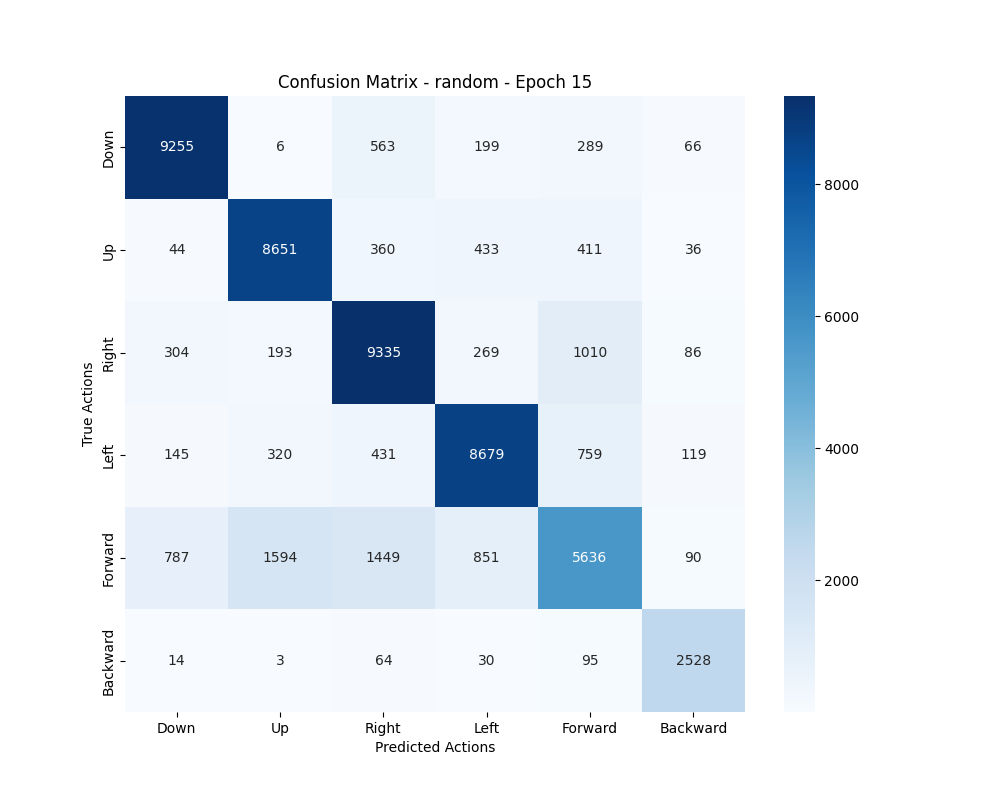 Confusion Matrix - random - Epoch 15
True Actions
Down 9255 6 563 199 289 66
Up 44 8651 360 433 411 36
Right 304 193 9335 269 1010 86
Left 145 320 431 8679 759 119
Forward 787 1594 1449 851 5636 90
Backward 14 3 64 30 95 2528
Down Up Right Left Forward Backward
Predicted Actions
8000
6000
4000
2000